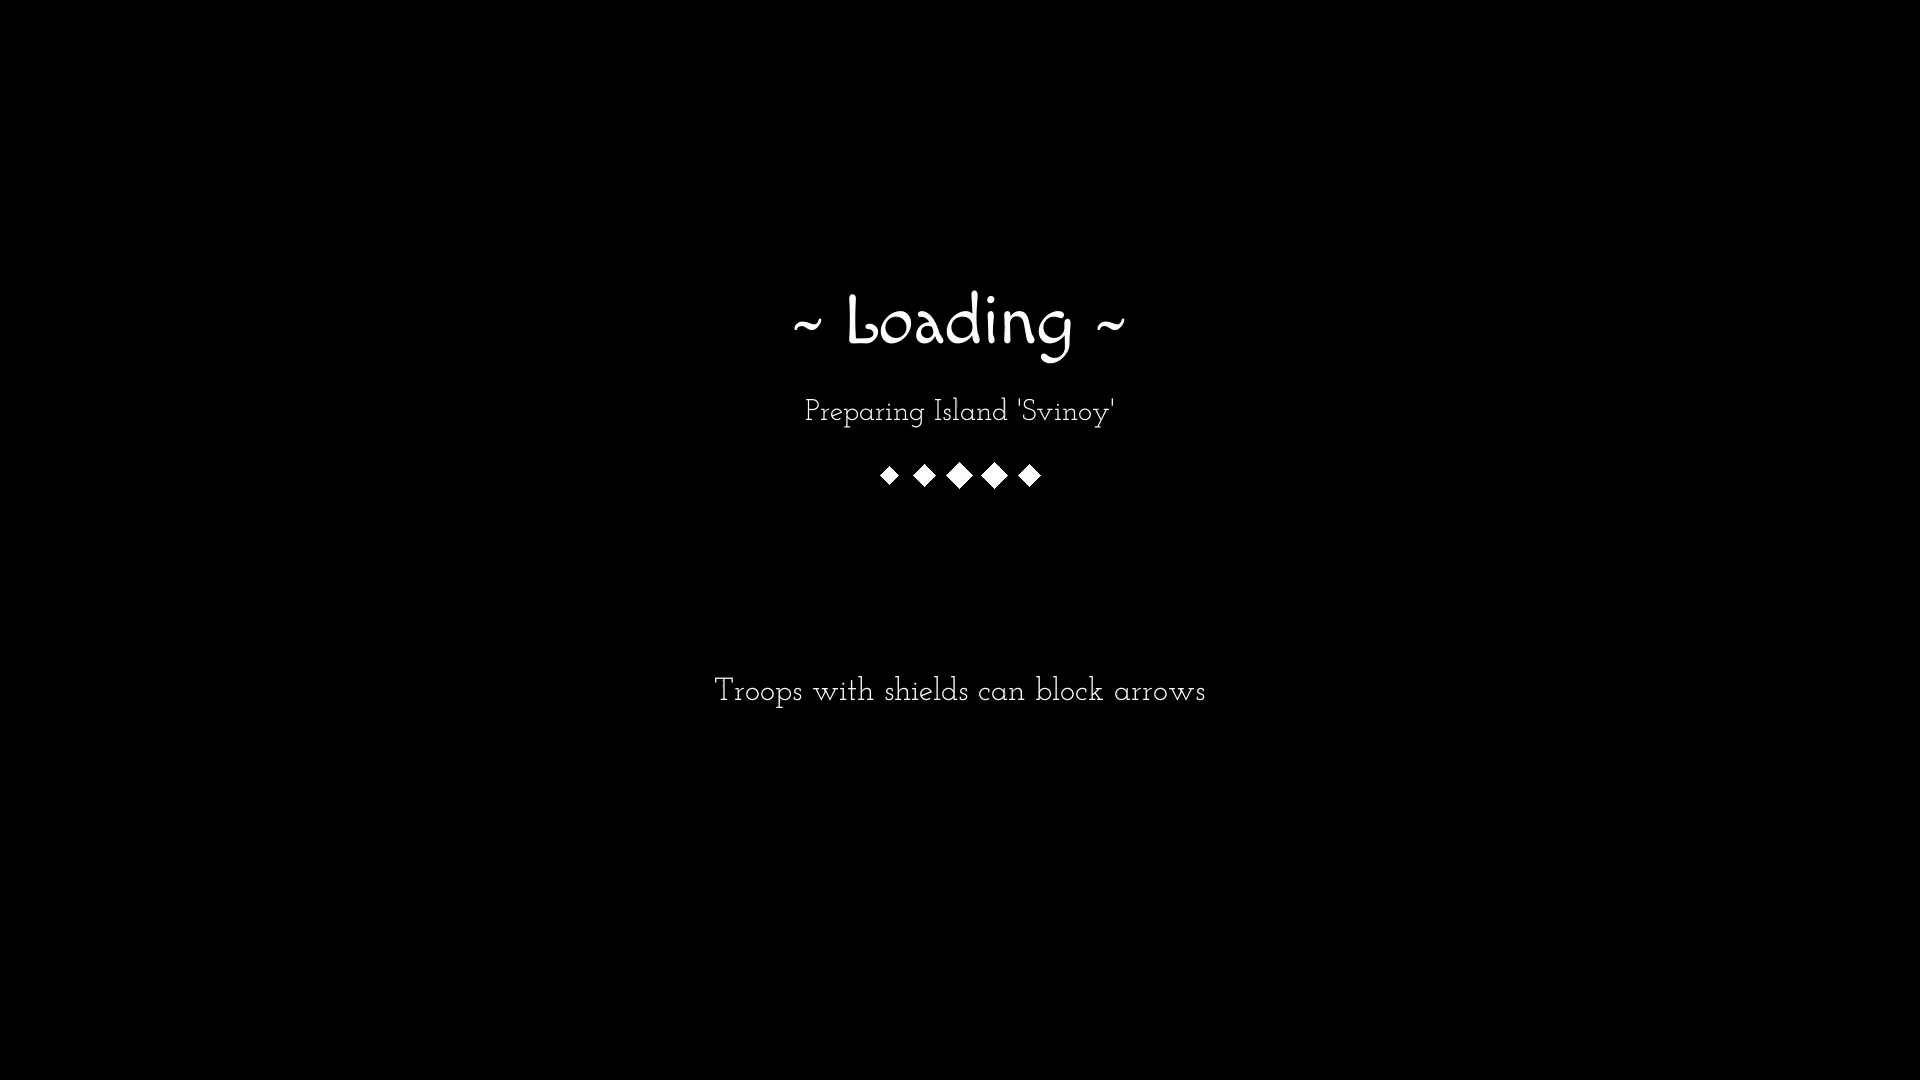 ~ Loading ~
Preparing Island 'Svinoy'
Troops with shields can block arrows